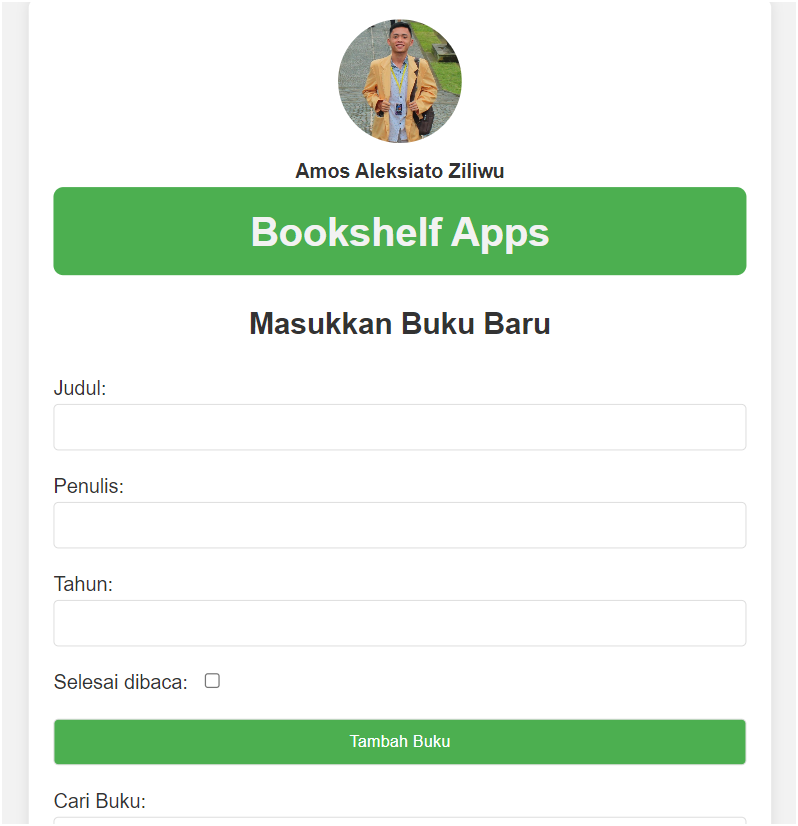 Amos Aleksiato Ziliwu
Bookshelf Apps
Masukkan Buku Baru
Judul:
Penulis:
Tahun:
Selesai dibaca:
Tambah Buku
Cari Buku: